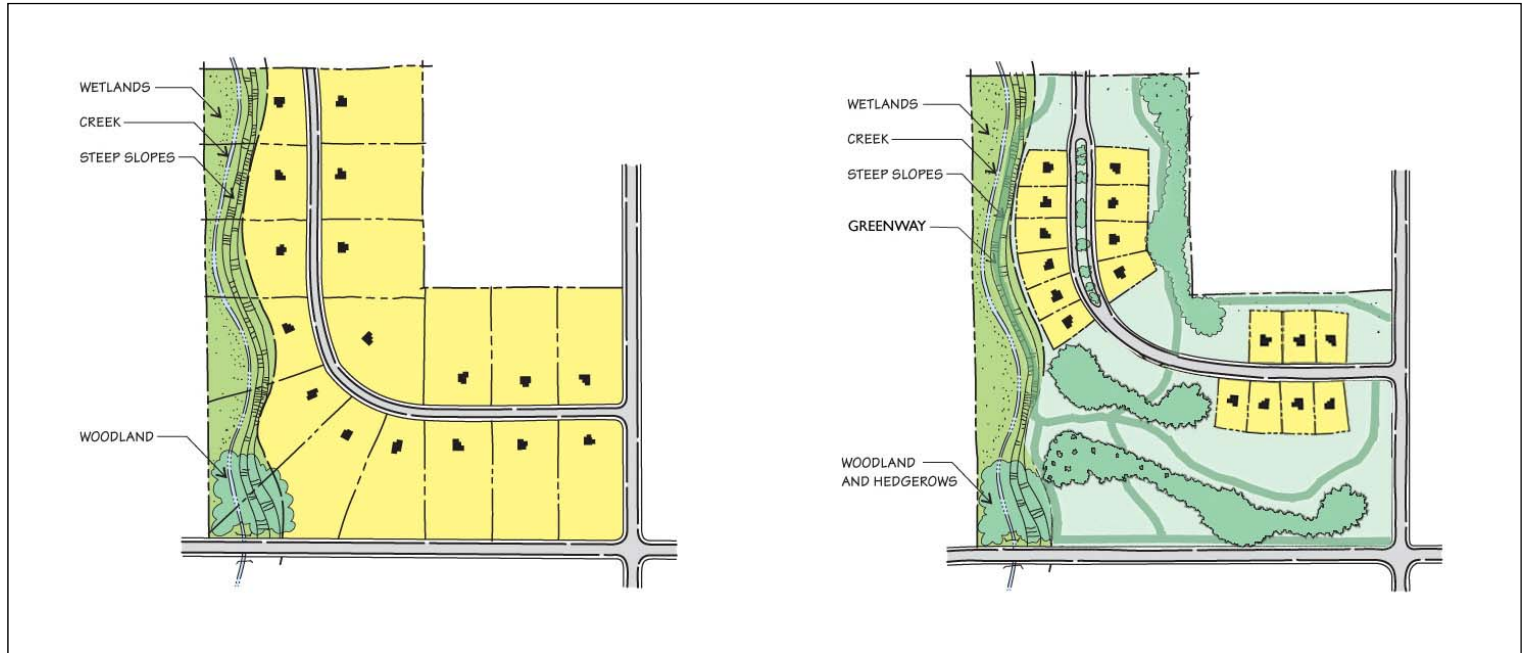 WETLANDS
CREEK
STEEP SLOPES
WOODLAND
WETLANDS
CREEK
STEEP SLOPES
GREENWAY
WOODLAND
AND HEDGEROWS